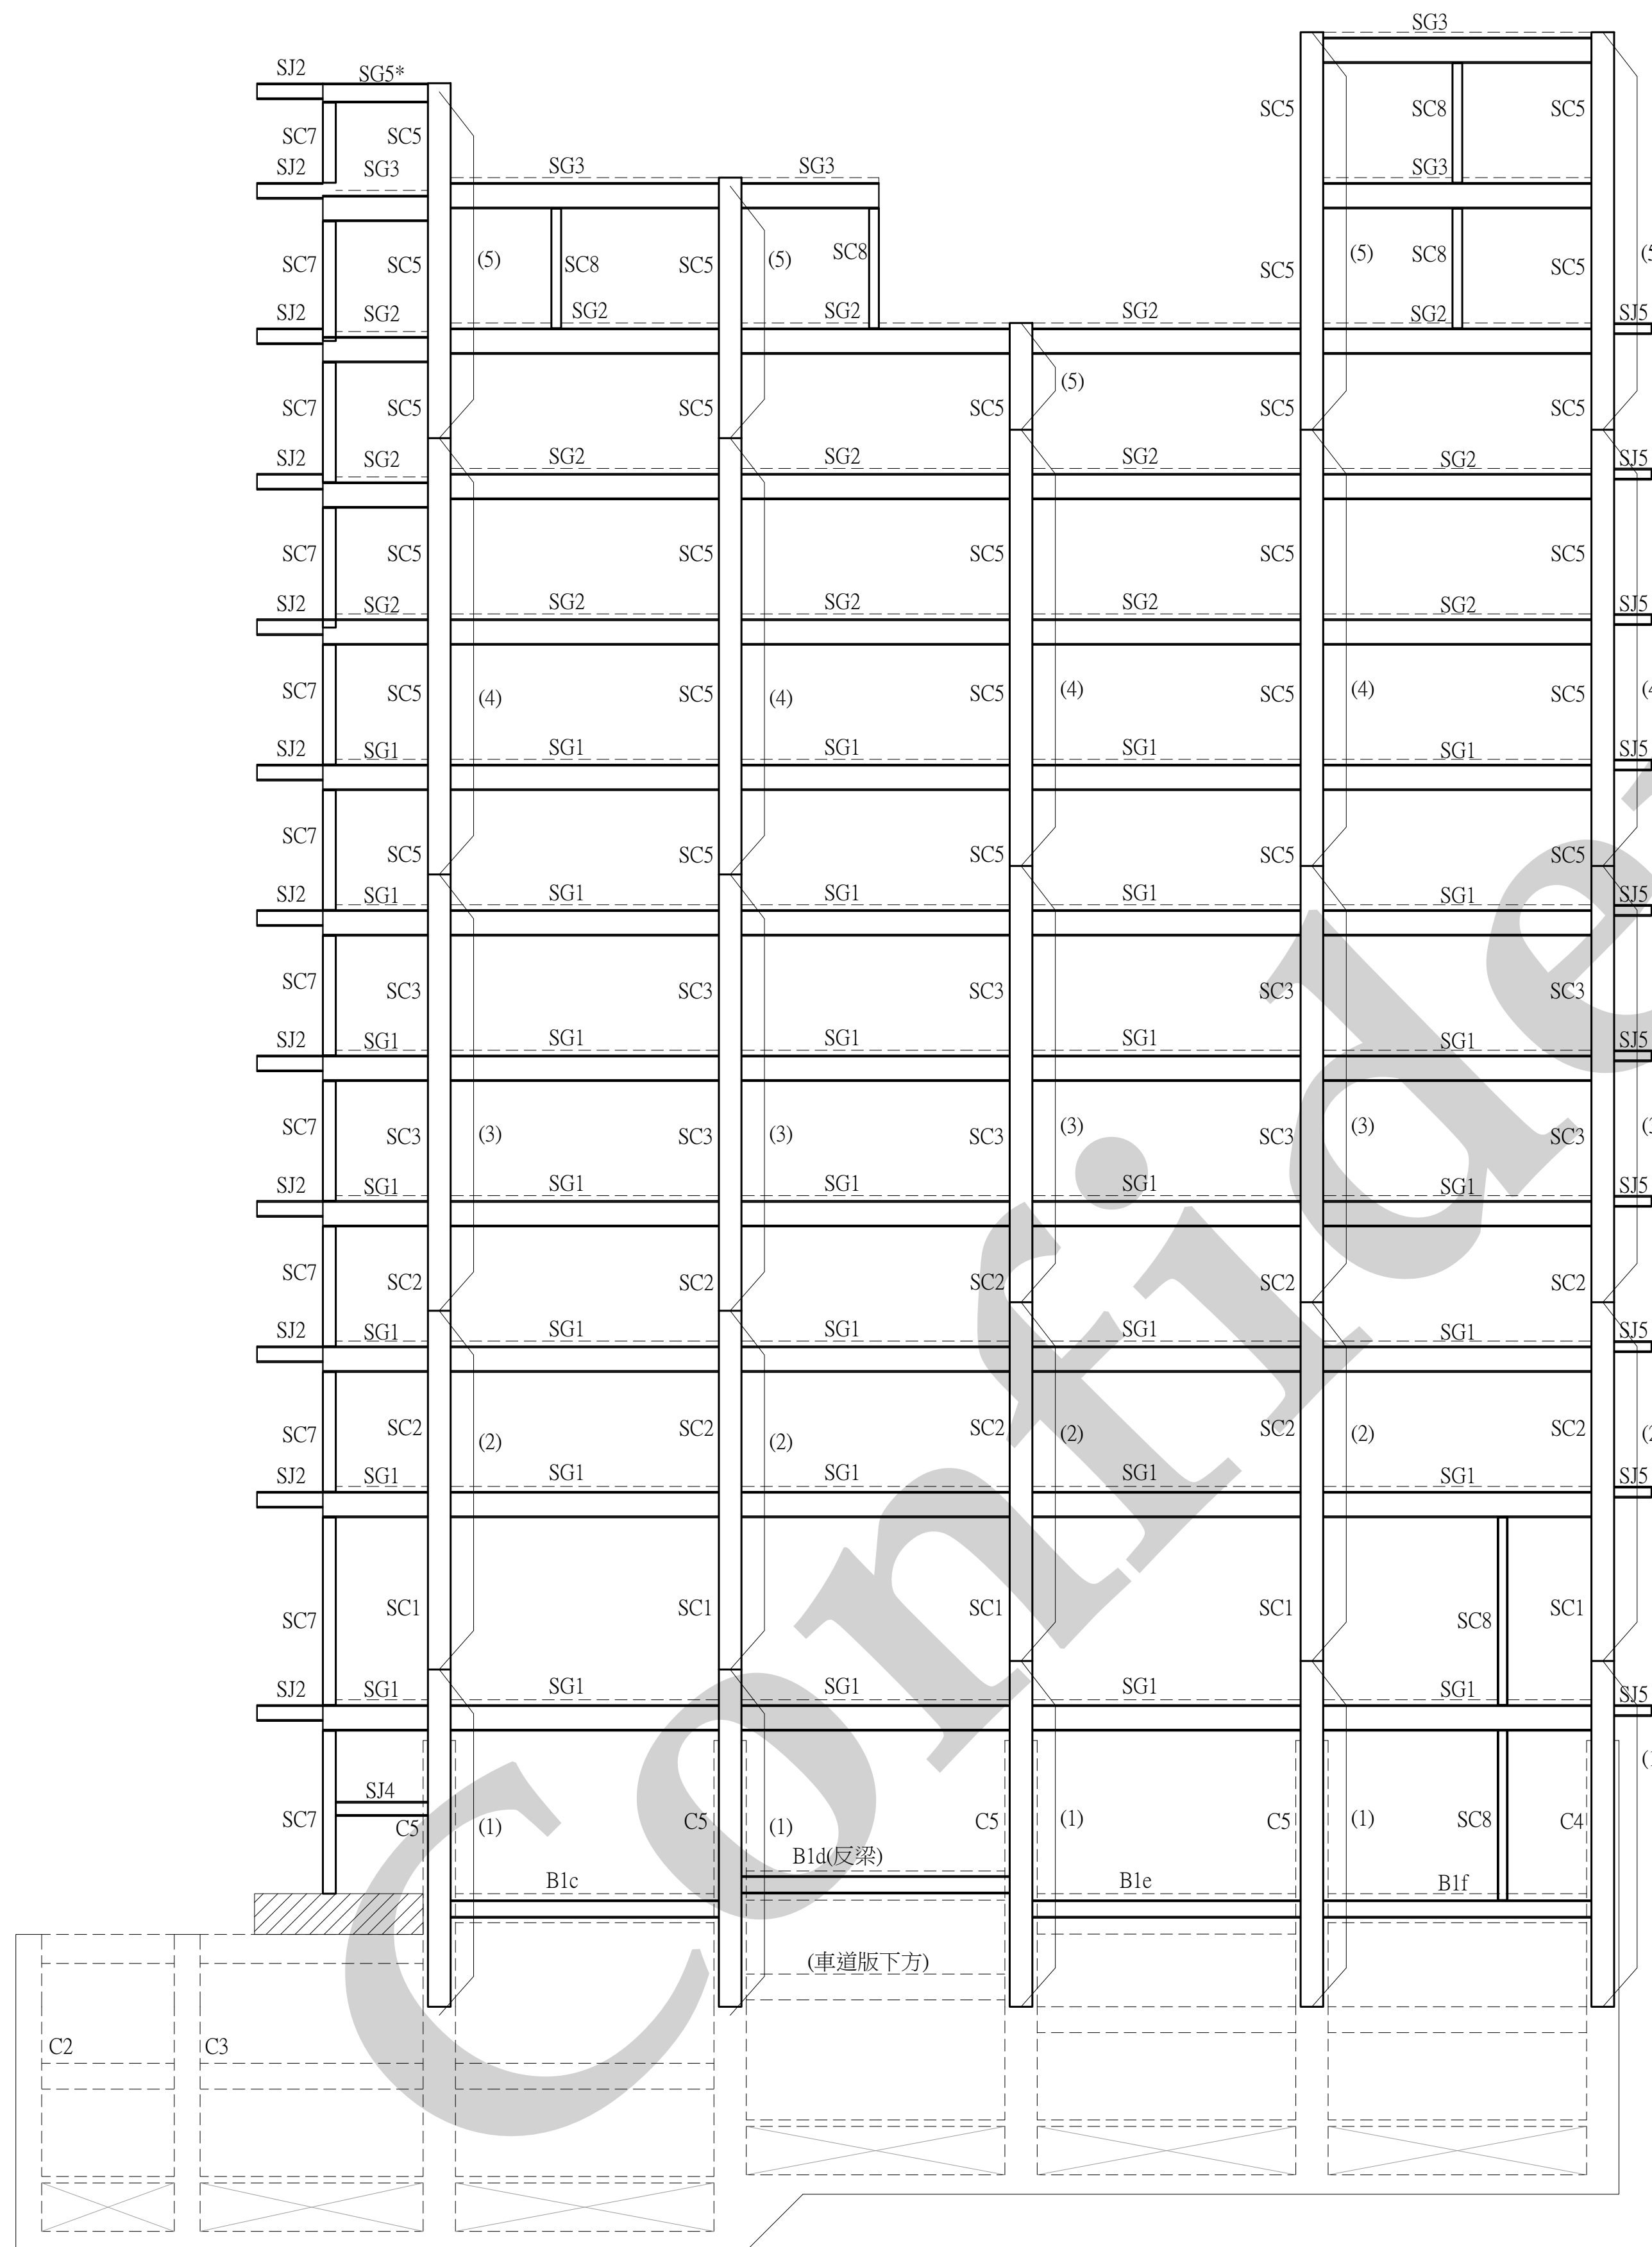 SG3
SJ2 SG5*
SC5 SC8 SC5
SC7 SC5
SJ2 SG3 SG3 SG3 SG3
SC7 SC5 (5) SC8 SC5 (5) SC8 SC5 (5) SC8 SC5
SJ2 SG2 SG2 SG2 SG2 SG2 SJ5
(5)
SC7 SC5 SC5 SC5 SC5 SC5
SJ2 SG2 SG2 SG2 SG2 SG2 SJ5
SC7 SC5 SC5 SC5 SC5 SC5
SJ2 SG2 SG2 SG2 SG2 SG2 SJ5
SC7 SC5 (4) SC5 (4) SC5 (4) SC5 (4) SC5
SJ2 SG1 SG1 SG1 SG1 SG1 SJ5
SC7 SC5 SC5 SC5 SC5 SC5
SJ2 SG1 SG1 SG1 SG1 SG1 SJ5
SC7 SC3 SC3 SC3 SC3 SC3
SJ2 SG1 SG1 SG1 SG1 SG1 SJ5
SC7 SC3 (3) SC3 (3) SC3 (3) SC3 (3) SC3
SJ2 SG1 SG1 SG1 SG1 SG1 SJ5
SC7 SC2 SC2 SC2 SC2 SC2
SJ2 SG1 SG1 SG1 SG1 SG1 SJ5
SC7 SC2 (2) SC2 (2) SC2 (2) SC2 (2) SC2
SJ2 SG1 SG1 SG1 SG1 SG1 SJ5
SC7 SC1 SC1 SC1 SC1 SC8 SC1
SJ2 SG1 SG1 SG1 SG1 SG1 SJ5
SJ4
SC7 C5 (1) C5 (1) C5 (1) C5 (1) SC8 C4
B1c B1d(反梁) B1e B1f
(車道版下方)
C2 C3
Confide